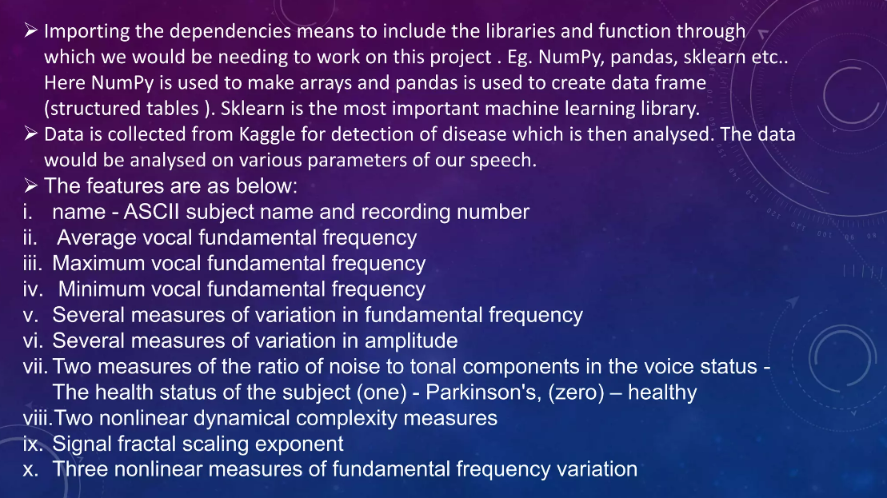 ➢ Importing the dependencies means to include the libraries and function through
which we would be needing to work on this project . Eg. NumPy, pandas, sklearn etc..
Here NumPy is used to make arrays and pandas is used to create data frame
(structured tables ). Sklearn is the most important machine learning library.
➢ Data is collected from Kaggle for detection of disease which is then analysed. The data
would be analysed on various parameters of our speech.
➢ The features are as below:
i. name - ASCII subject name and recording number
ii. Average vocal fundamental frequency
iii. Maximum vocal fundamental frequency
iv. Minimum vocal fundamental frequency
v. Several measures of variation in fundamental frequency
vi. Several measures of variation in amplitude
vii. Two measures of the ratio of noise to tonal components in the voice status -
The health status of the subject (one) - Parkinson's, (zero) – healthy
viii.Two nonlinear dynamical complexity measures
ix. Signal fractal scaling exponent
x. Three nonlinear measures of fundamental frequency variation